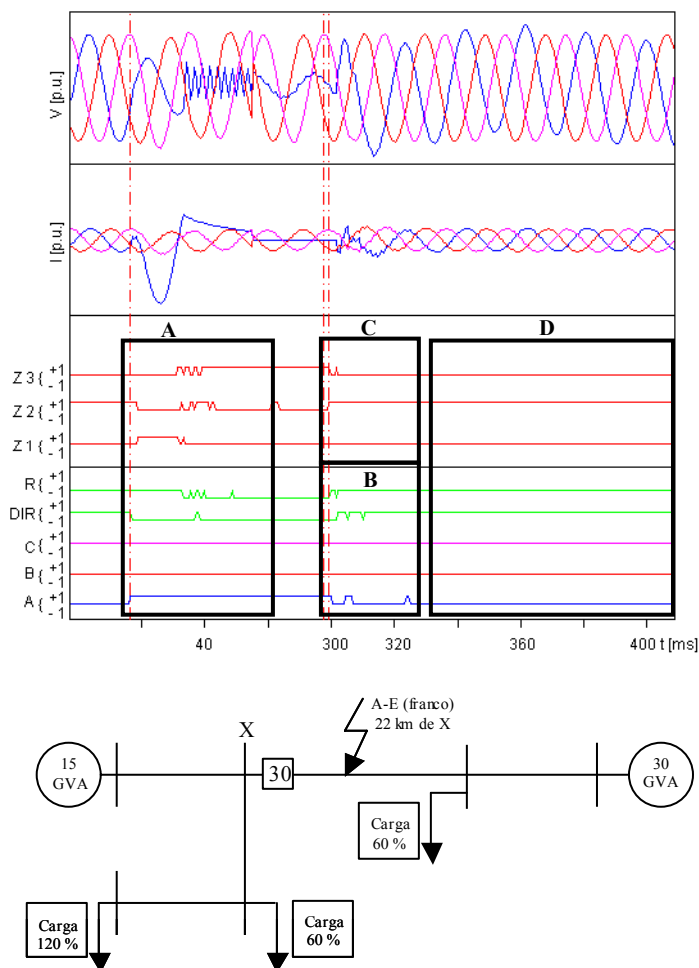 V [p.u.]
I [p.u.]
A
C
D
Z 3 { +1 -1
Z 2 { +1 -1
Z 1 { +1 -1
B
R { +1 -1
DIR { +1 -1
C { +1 -1
B { +1 -1
A { +1 -1
40 300 320 360 400 t [ms]
A-E (franco)
22 km de X
X
15
GVA
30
30
GVA
Carga
60 %
Carga
120 %
Carga
60 %